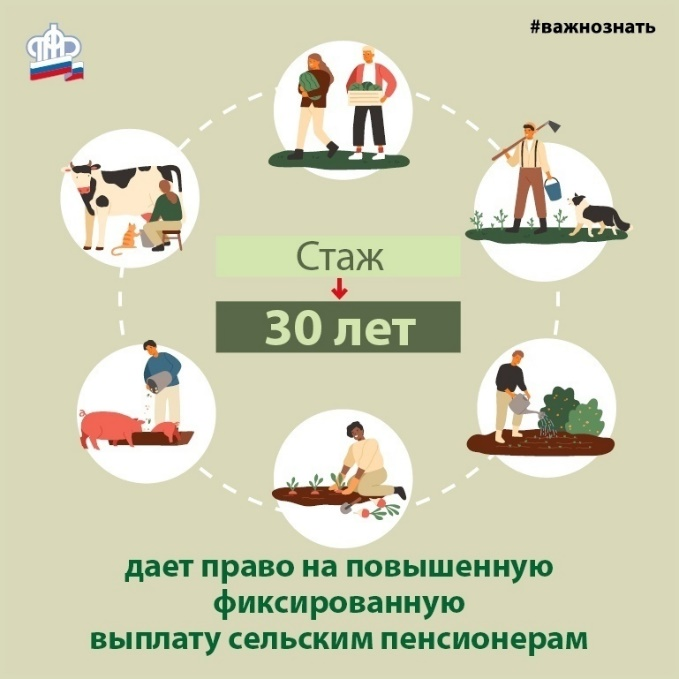 #важнознать
Стаж
30 лет
дает право на повышенную
фиксированную
выплату сельским пенсионерам